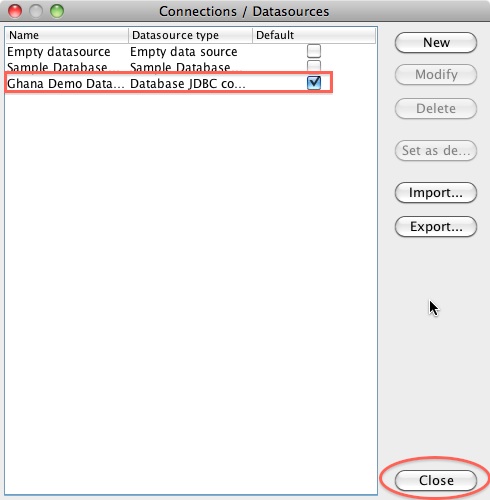 Connections / Datasources
Name Datasource type Default
Empty datasource Empty data source
Sample Database... Sample Database
Ghana Demo Data... Database JDBC co...
New
Modify
Delete
Set as de...
Import...
Export...
Close